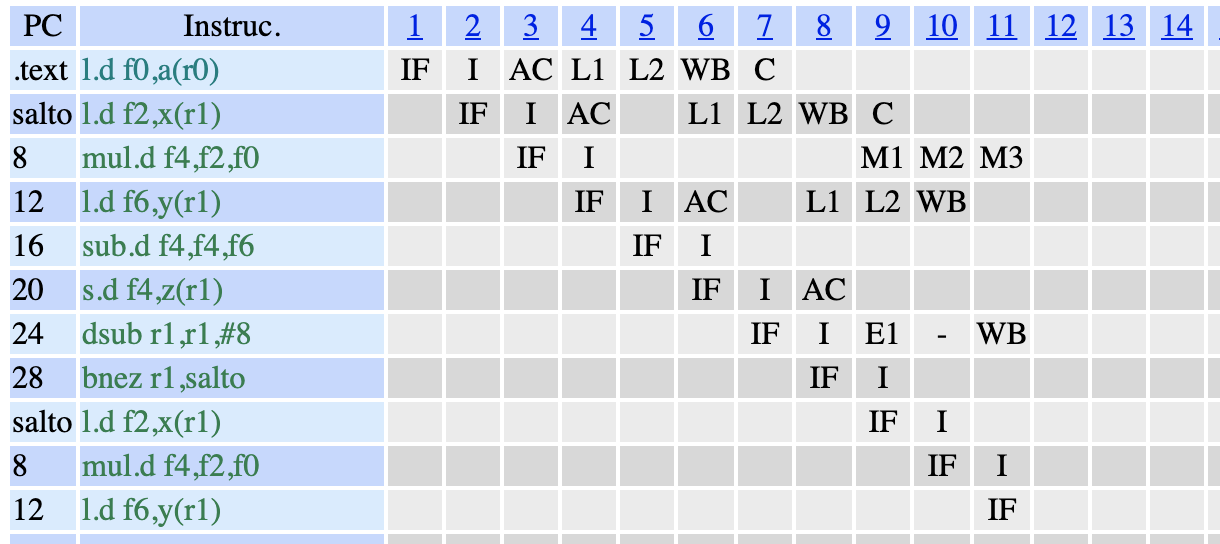 PC Instruc. 1 2 3 4 5 6 7 8 9 10 11 12 13 14
.text l.d f0,a(r0) IF I AC L1 L2 WB C
salto l.d f2,x(r1) IF I AC L1 L2 WB C
8 mul.d f4,f2,f0 IF I M1 M2 M3
12 l.d f6,y(r1) IF I AC L1 L2 WB
16 sub.d f4,f4,f6 IF I
20 s.d f4,z(r1) IF I AC
24 dsub r1,r1,#8 IF I E1 - WB
28 bnez r1,salto IF I
salto l.d f2,x(r1) IF I
8 mul.d f4,f2,f0 IF I
12 l.d f6,y(r1) IF